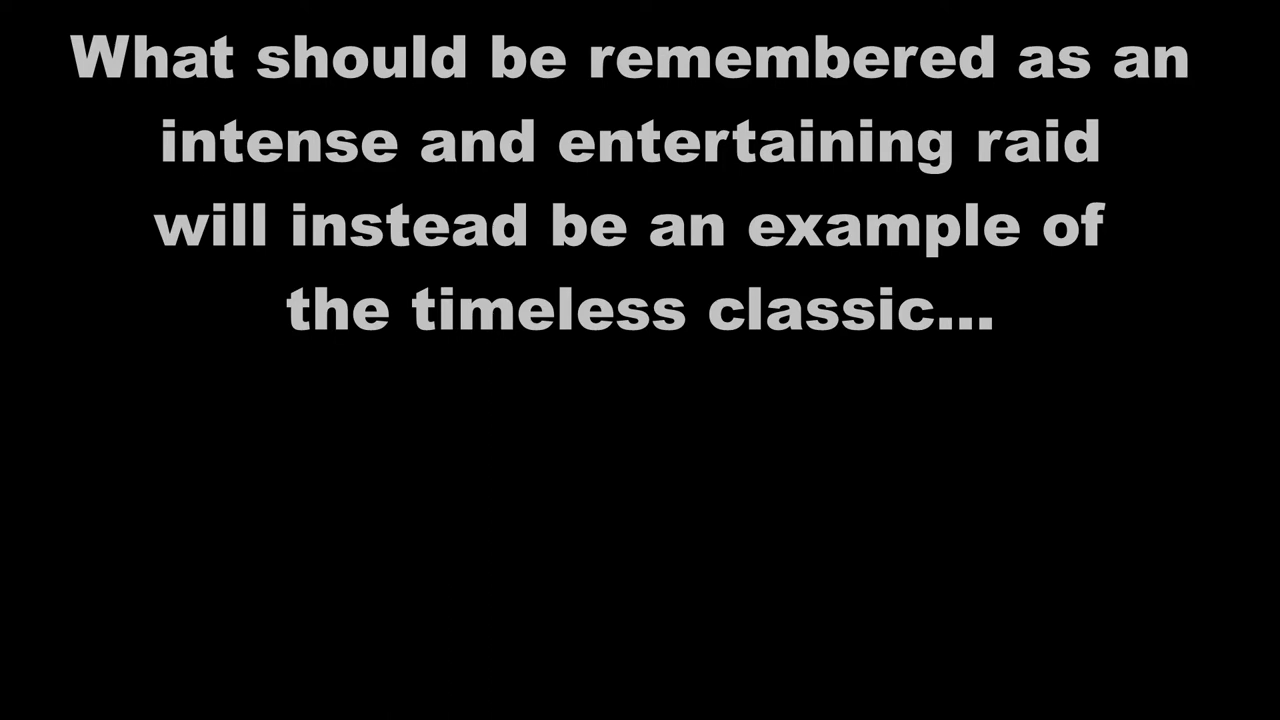 What should be remembered as an
intense and entertaining raid
will instead be an example of
the timeless classic...